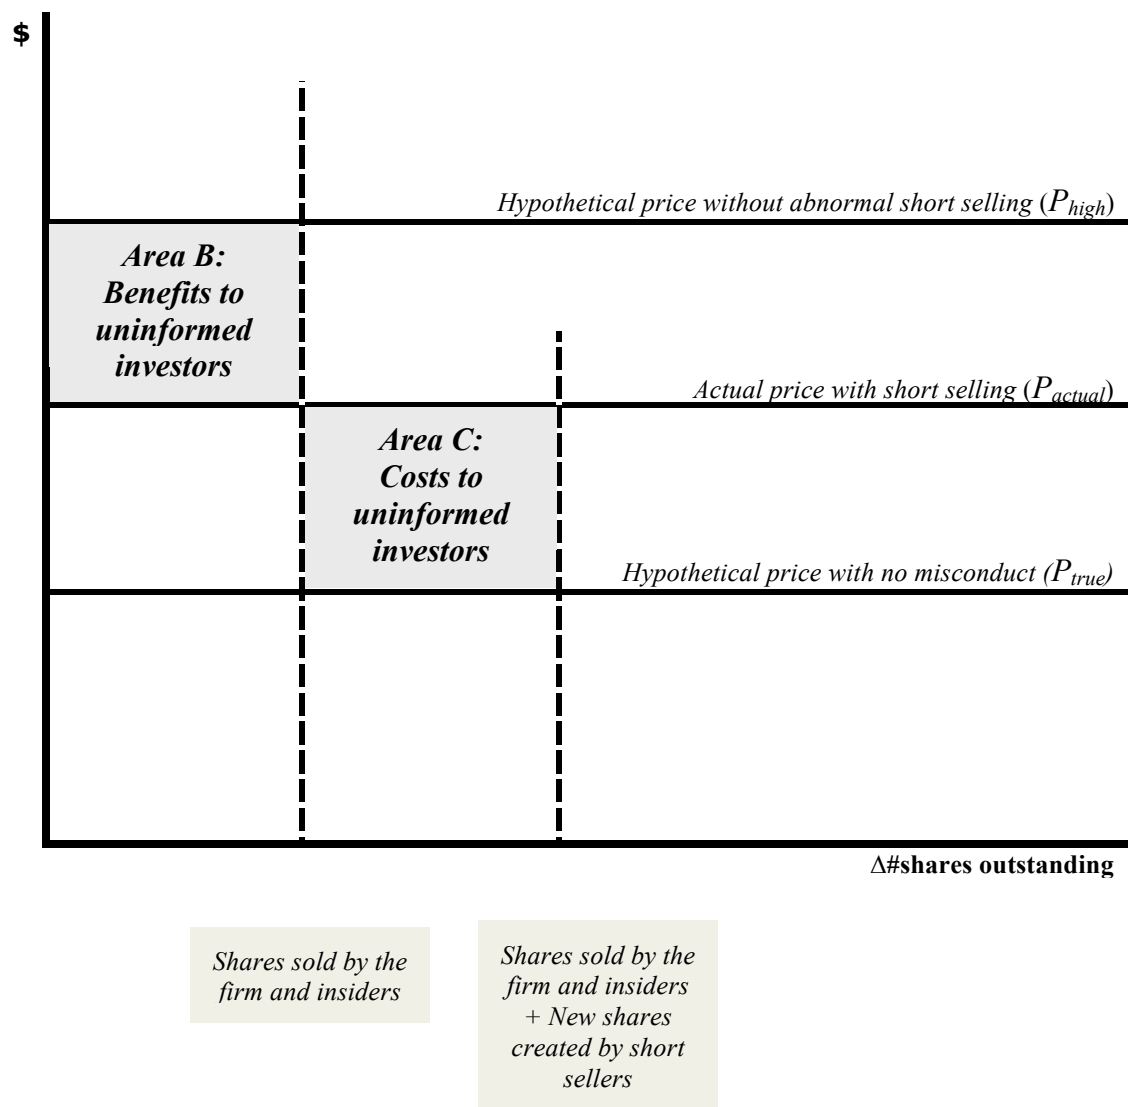 $
Hypothetical price without abnormal short selling (P_high)
Area B:
Benefits to
uninformed
investors
Actual price with short selling (P_actual)
Area C:
Costs to
uninformed
investors
Hypothetical price with no misconduct (P_true)
Δ#shares outstanding
Shares sold by the
firm and insiders
Shares sold by the
firm and insiders
+ New shares
created by short
sellers